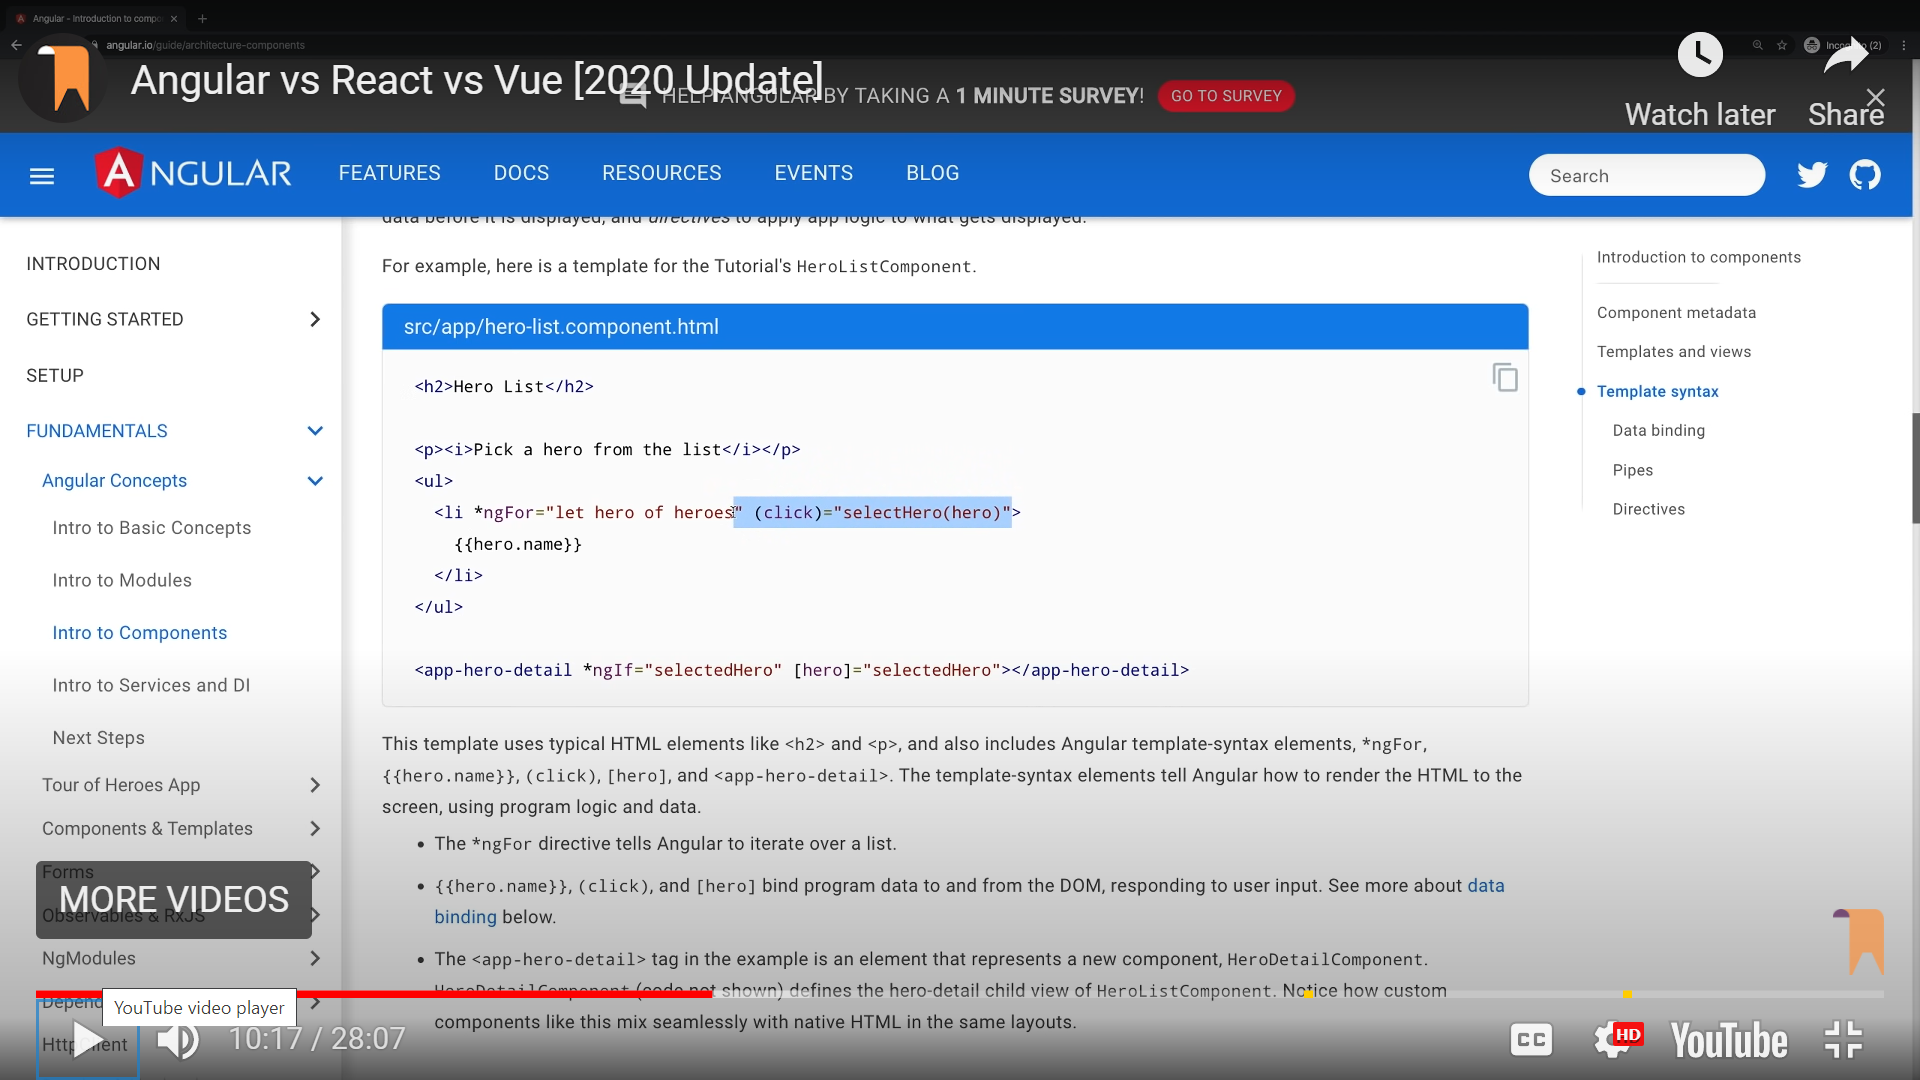 Angular - Introduction to compo
angular.io/guide/architecture-components
(2)
Angular vs React vs Vue [2020 Update]
HELP ANGULAR BY TAKING A 1 MINUTE SURVEY!
GO TO SURVEY
Watch later
Share
ANGULAR
FEATURES
DOCS
RESOURCES
EVENTS
BLOG
Search
INTRODUCTION
GETTING STARTED
SETUP
FUNDAMENTALS
Angular Concepts
Intro to Basic Concepts
Intro to Modules
Intro to Components
Intro to Services and DI
Next Steps
Tour of Heroes App
Components & Templates
Forms
MORE VIDEOS
Observables & RxJS
NgModules
Depend
YouTube video player
HttpClient
data before it is displayed, and directives to apply app logic to what gets displayed.
For example, here is a template for the Tutorial's HeroListComponent.
src/app/hero-list.component.html
<h2>Hero List</h2>
<p><i>Pick a hero from the list</i></p>
<ul>
<li *ngFor="let hero of heroes" (click)="selectHero(hero)">
{{hero.name}}
</li>
</ul>
<app-hero-detail *ngIf="selectedHero" [hero]="selectedHero"></app-hero-detail>
This template uses typical HTML elements like <h2> and <p>, and also includes Angular template-syntax elements, *ngFor,
{{hero.name}}, (click), [hero], and <app-hero-detail>. The template-syntax elements tell Angular how to render the HTML to the
screen, using program logic and data.
• The *ngFor directive tells Angular to iterate over a list.
• {{hero.name}}, (click), and [hero] bind program data to and from the DOM, responding to user input. See more about data
binding below.
• The <app-hero-detail> tag in the example is an element that represents a new component, HeroDetailComponent.
HeroDetailComponent (code not shown) defines the hero-detail child view of HeroListComponent. Notice how custom
components like this mix seamlessly with native HTML in the same layouts.
Introduction to components
Component metadata
Templates and views
Template syntax
Data binding
Pipes
Directives
10:17 / 28:07
CC
HD
YouTube